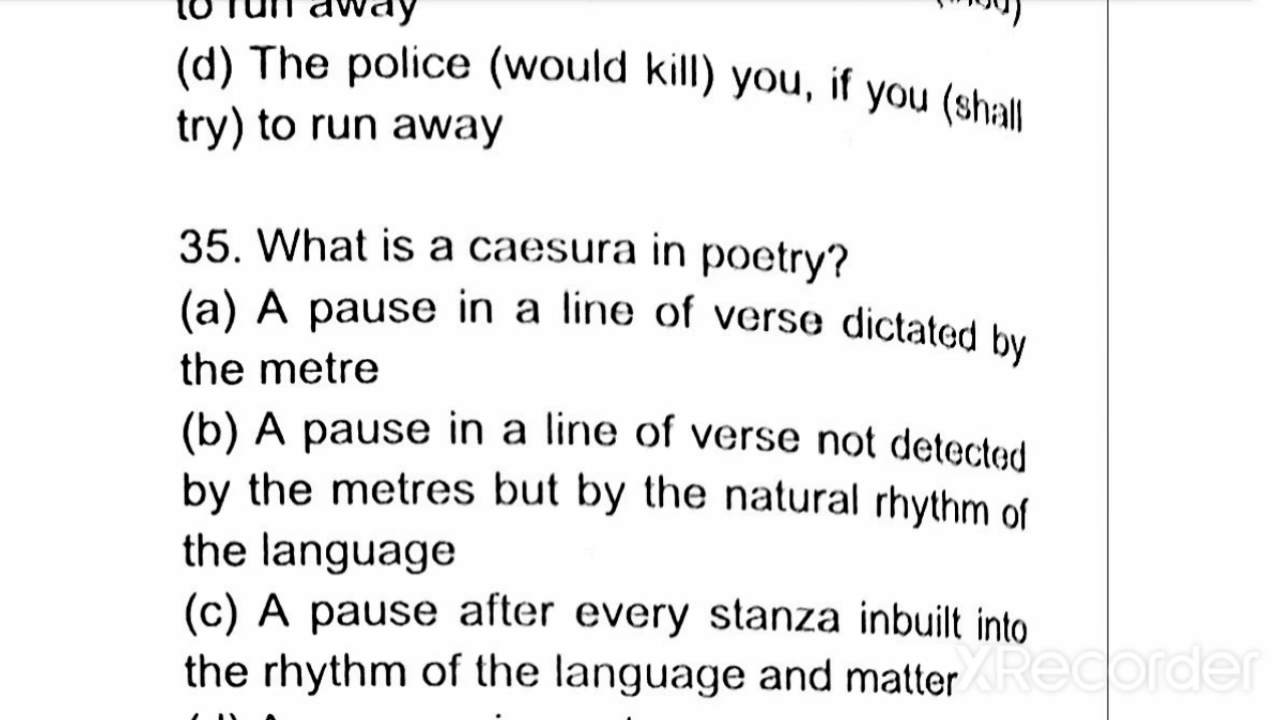 to run away
(d) The police (would kill) you, if you (shall
try) to run away
35. What is a caesura in poetry?
(a) A pause in a line of verse dictated by
the metre
(b) A pause in a line of verse not detected
by the metres but by the natural rhythm of
the language
(c) A pause after every stanza inbuilt into
the rhythm of the language and matter
XRecorder